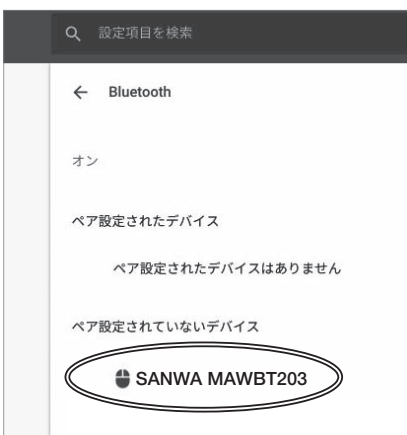 設定項目を検索
Bluetooth
オン
ペア設定されたデバイス
ペア設定されたデバイスはありません
ペア設定されていないデバイス
SANWA MAWBT203